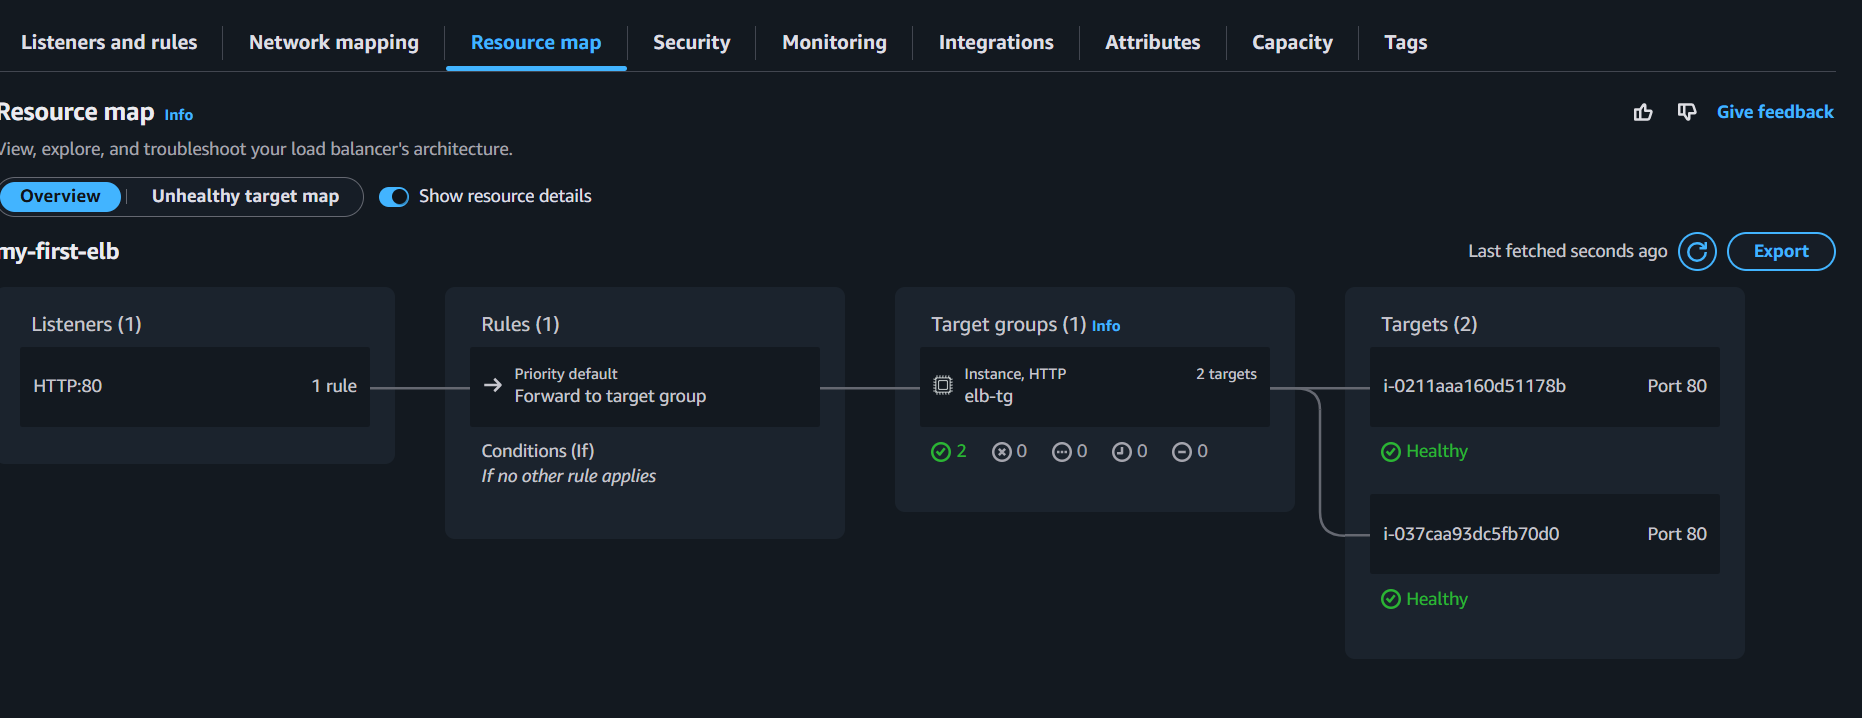 Listeners and rules
Network mapping
Resource map
Security
Monitoring
Integrations
Attributes
Capacity
Tags
Resource map Info
Give feedback
View, explore, and troubleshoot your load balancer's architecture.
Overview
Unhealthy target map
Show resource details
my-first-elb
Last fetched seconds ago
Export
Listeners (1)
HTTP:80 1 rule
Rules (1)
Priority default
Forward to target group
Conditions (If)
If no other rule applies
Target groups (1) Info
Instance, HTTP 2 targets
elb-tg
2 0 0 0 0
Targets (2)
i-0211aaa160d51178b Port 80
Healthy
i-037caa93dc5fb70d0 Port 80
Healthy